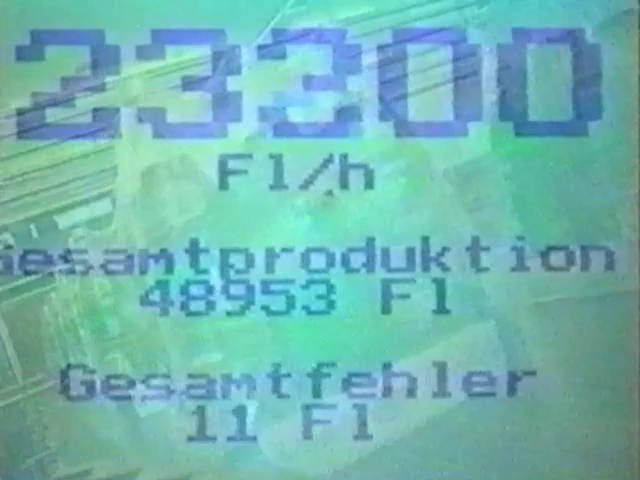 23300
Fl/h
Gesamtproduktion
48953 Fl
Gesamtfehler
11 Fl